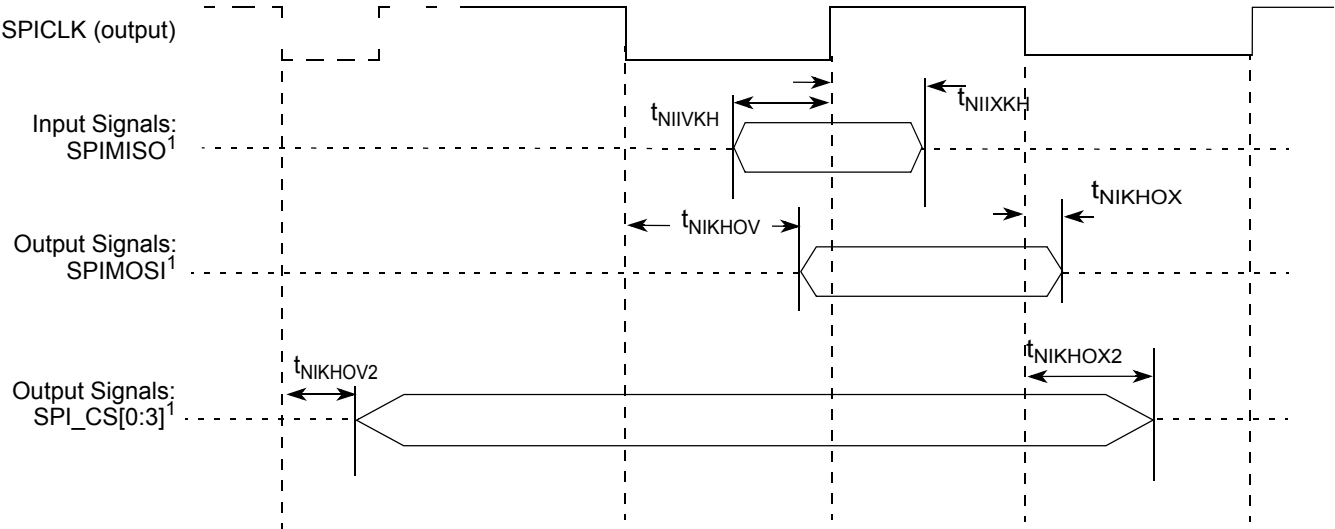 SPICLK (output)
tNIIVKH
tNIIXKH
Input Signals:
SPIMISO1
tNIKHOX
tNIKHOV
Output Signals:
SPIMOSI1
tNIKHOX2
tNIKHOV2
Output Signals:
SPI_CS[0:3]1